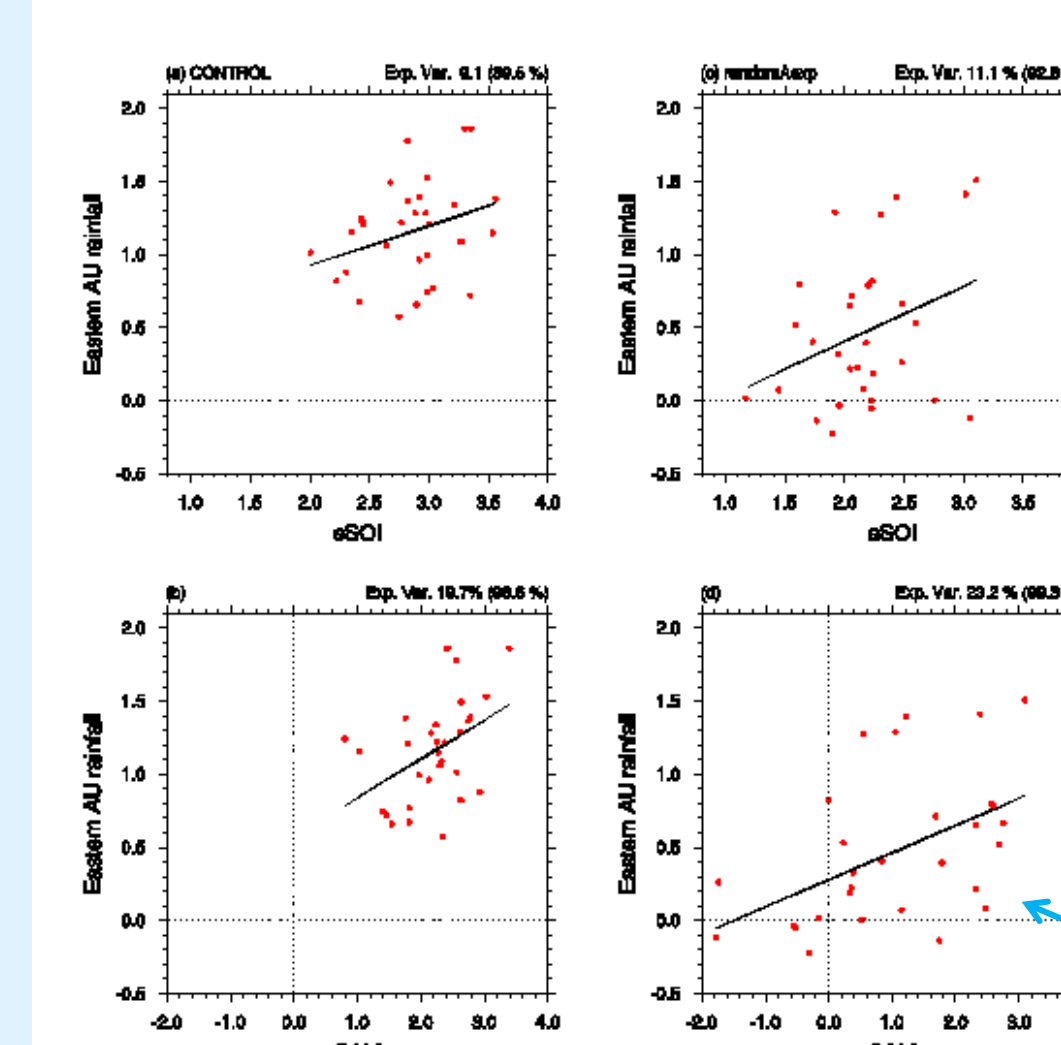 (a) CONTROL Exp. Var. 9.1 (89.5 %)
2.0
1.5
1.0
0.5
0.0
-0.5
Eastern AU rainfall
1.0 1.5 2.0 2.5 3.0 3.5 4.0
sSOI
(c) randomAexp Exp. Var. 11.1 % (92.8
2.0
1.5
1.0
0.5
0.0
-0.5
Eastern AU rainfall
1.0 1.5 2.0 2.5 3.0 3.5
sSOI
(b) Exp. Var. 19.7% (98.6 %)
2.0
1.5
1.0
0.5
0.0
-0.5
Eastern AU rainfall
-2.0 -1.0 0.0 1.0 2.0 3.0 4.0
(d) Exp. Var. 23.2 % (99.3
2.0
1.5
1.0
0.5
0.0
-0.5
Eastern AU rainfall
-2.0 -1.0 0.0 1.0 2.0 3.0